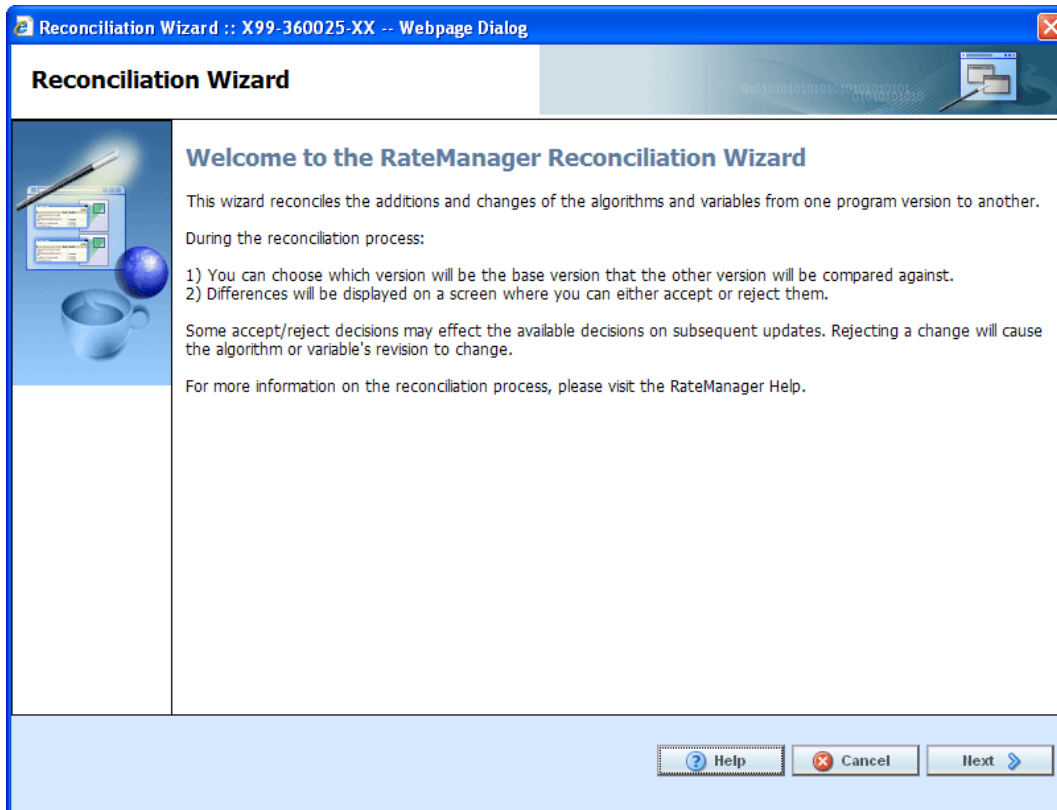 Reconciliation Wizard :: X99-360025-XX -- Webpage Dialog
Reconciliation Wizard
010101010101010101010101
01010101010
Welcome to the RateManager Reconciliation Wizard
This wizard reconciles the additions and changes of the algorithms and variables from one program version to another.
During the reconciliation process:
1) You can choose which version will be the base version that the other version will be compared against.
2) Differences will be displayed on a screen where you can either accept or reject them.
Some accept/reject decisions may effect the available decisions on subsequent updates. Rejecting a change will cause
the algorithm or variable's revision to change.
For more information on the reconciliation process, please visit the RateManager Help.
Help
Cancel
Next